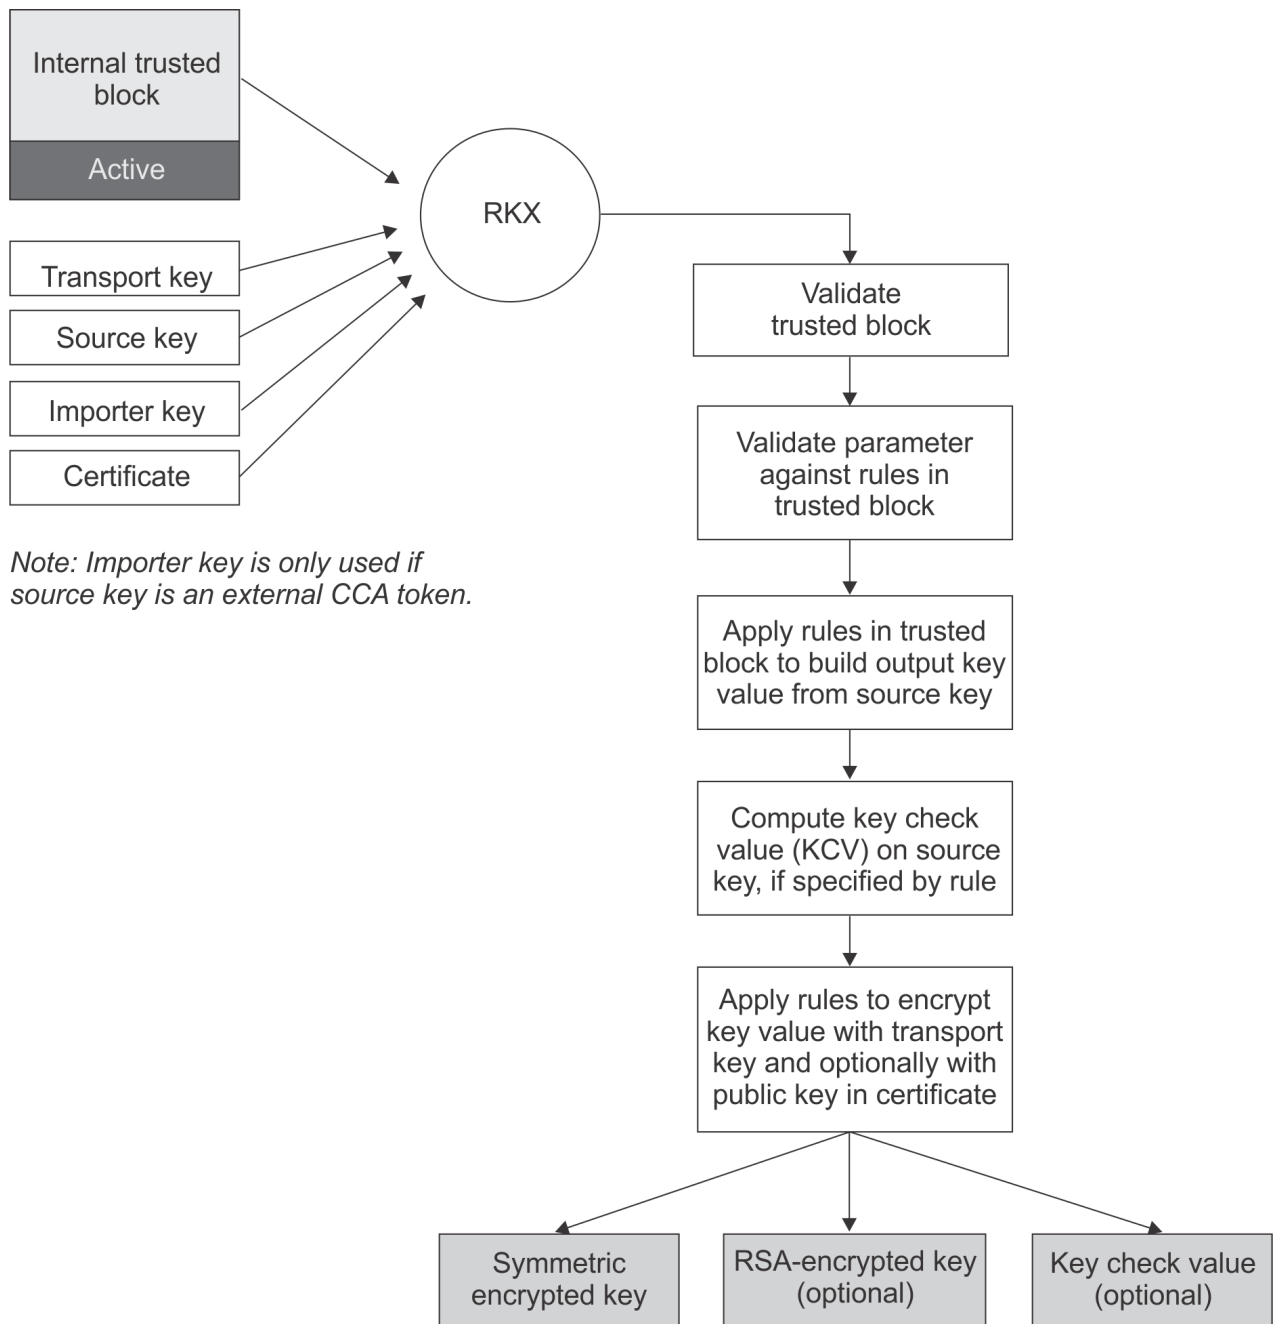 Internal trusted
block
Active
RKX
Transport key
Source key
Importer key
Certificate
Note: Importer key is only used if
source key is an external CCA token.
Validate
trusted block
Validate parameter
against rules in
trusted block
Apply rules in trusted
block to build output key
value from source key
Compute key check
value (KCV) on source
key, if specified by rule
Apply rules to encrypt
key value with transport
key and optionally with
public key in certificate
Symmetric
encrypted key
RSA-encrypted key
(optional)
Key check value
(optional)